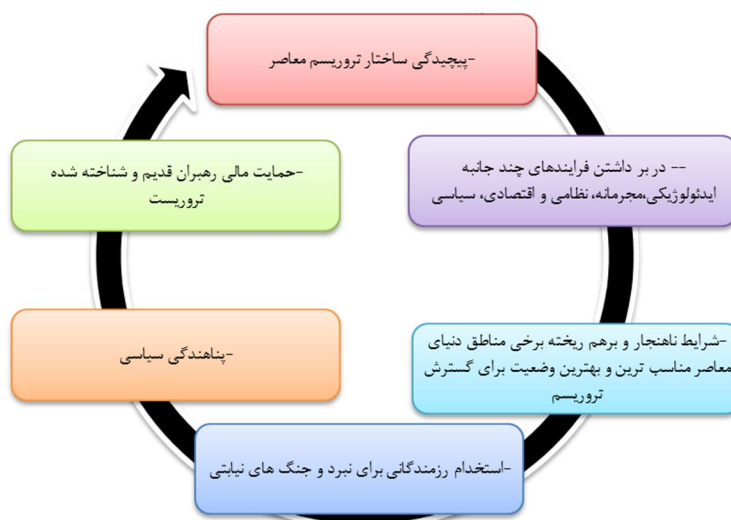 -پیچیدگی ساختار تروریسم معاصر
-- در بر داشتن فرایندهای چند جانبه
ایدئولوژیکی،مجرمانه، نظامی و اقتصادی، سیاسی
-شرایط ناهنجار و برهم ریخته برخی مناطق دنیای
معاصر مناسب ترین و بهترین وضعیت برای گسترش
تروریسم
-استخدام رزمندگانی برای نبرد و جنگ های نیابتی
-پناهندگی سیاسی
-حمایت مالی رهبران قدیم و شناخته شده
تروریست